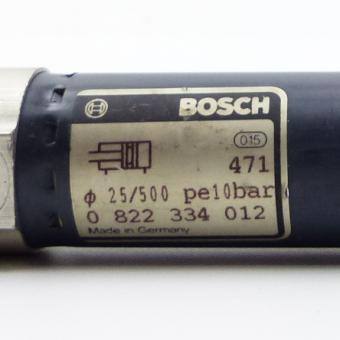 BOSCH
015
471
ϕ 25/500 pe10bar
0 822 334 012
Made in Germany